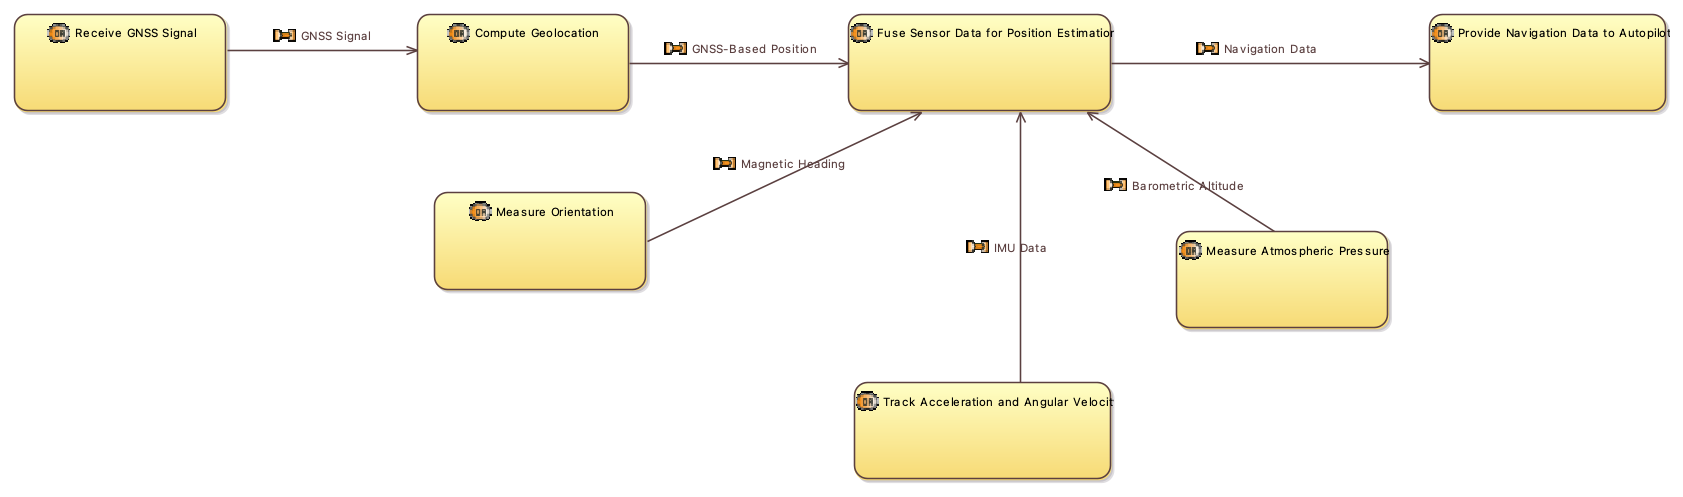 Receive GNSS Signal
GNSS Signal
Compute Geolocation
GNSS-Based Position
Fuse Sensor Data for Position Estimation
Navigation Data
Provide Navigation Data to Autopilot
Magnetic Heading
Barometric Altitude
Measure Orientation
IMU Data
Measure Atmospheric Pressure
Track Acceleration and Angular Velocit